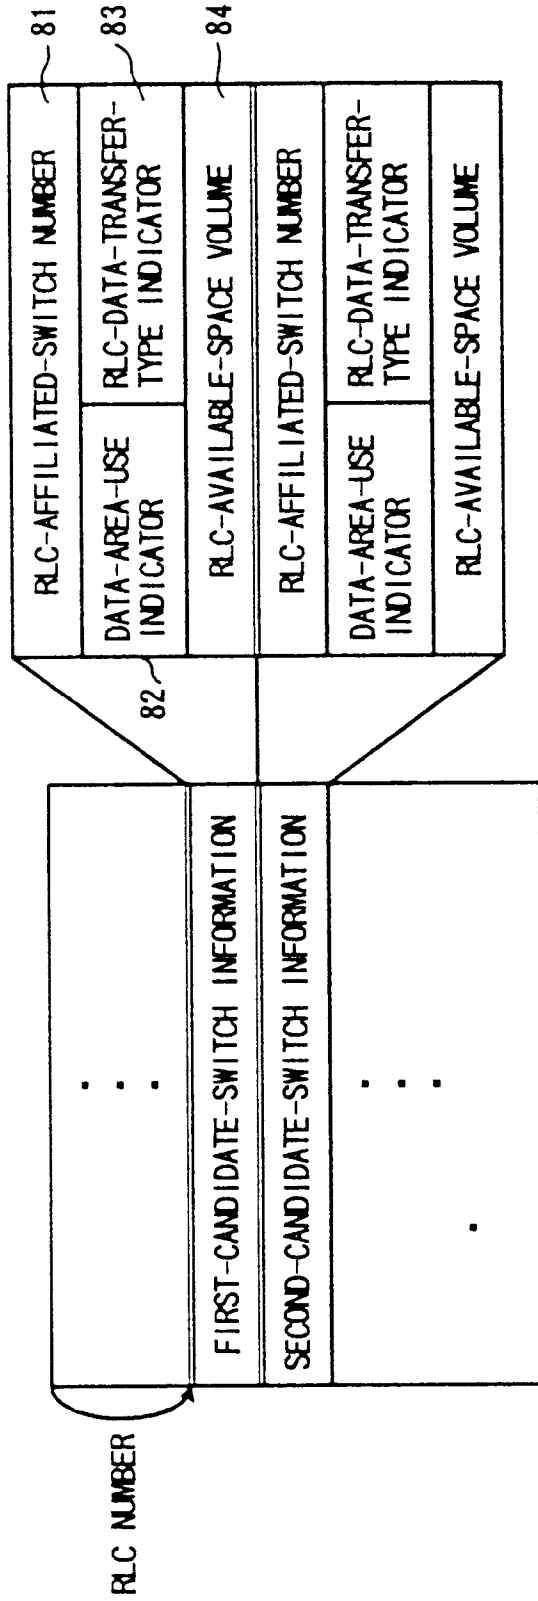 RLC NUMBER
FIRST-CANDIDATE-SWITCH INFORMATION
SECOND-CANDIDATE-SWITCH INFORMATION
RLC-AFFILIATED-SWITCH NUMBER
81
DATA-AREA-USE
INDICATOR
82
RLC-DATA-TRANSFER-
TYPE INDICATOR
83
RLC-AVAILABLE-SPACE VOLUME
84
RLC-AFFILIATED-SWITCH NUMBER
DATA-AREA-USE
INDICATOR
RLC-DATA-TRANSFER-
TYPE INDICATOR
RLC-AVAILABLE-SPACE VOLUME